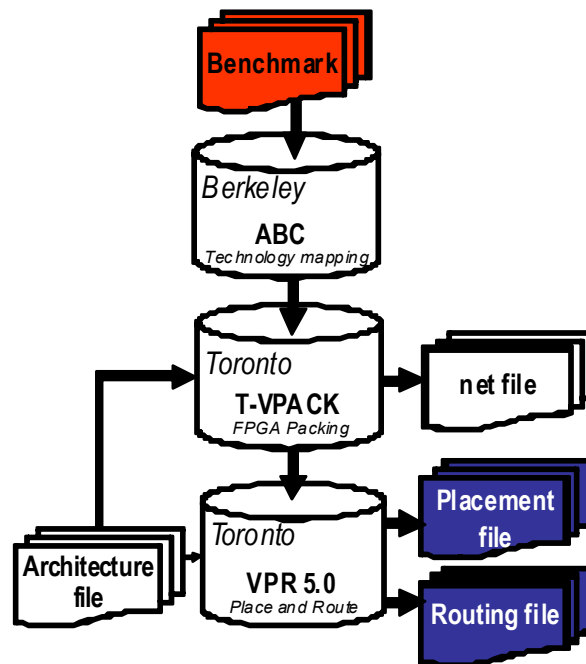 Benchmark
Berkeley
ABC
Technology mapping
Toronto
T-VPACK
FPGA Packing
net file
Placement
file
Toronto
VPR 5.0
Place and Route
Architecture
file
Routing file